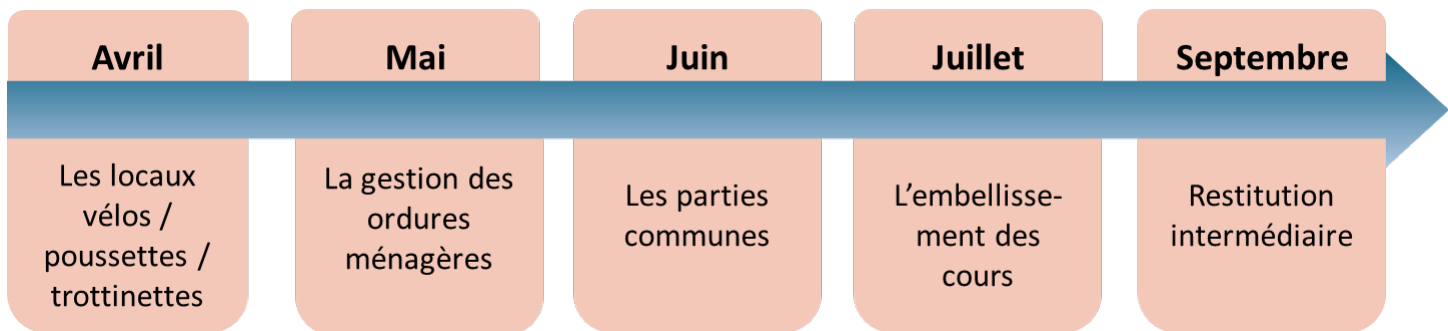 Avril
Les locaux
vélos /
poussettes /
trottinettes
Mai
La gestion des
ordures
ménagères
Juin
Les parties
communes
Juillet
L’embellisse-
ment des
cours
Septembre
Restitution
intermédiaire